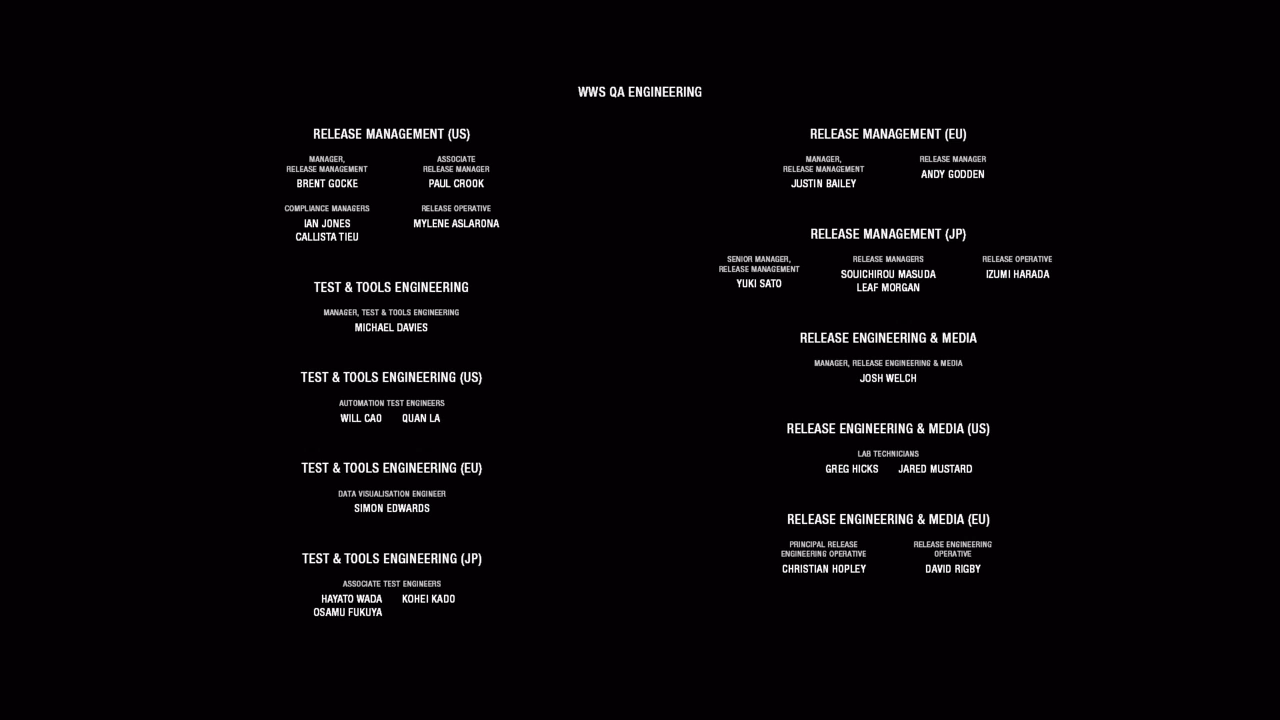 WWS QA ENGINEERING
RELEASE MANAGEMENT (US)
MANAGER,
RELEASE MANAGEMENT
BRENT GOCKE
ASSOCIATE
RELEASE MANAGER
PAUL CROOK
COMPLIANCE MANAGERS
IAN JONES
CALLISTA TIEU
RELEASE OPERATIVE
MYLENE ASLARONA
TEST & TOOLS ENGINEERING
MANAGER, TEST & TOOLS ENGINEERING
MICHAEL DAVIES
TEST & TOOLS ENGINEERING (US)
AUTOMATION TEST ENGINEERS
WILL CAO QUAN LA
TEST & TOOLS ENGINEERING (EU)
DATA VISUALISATION ENGINEER
SIMON EDWARDS
TEST & TOOLS ENGINEERING (JP)
ASSOCIATE TEST ENGINEERS
HAYATO WADA KOHEI KADO
OSAMU FUKUYA
RELEASE MANAGEMENT (EU)
MANAGER,
RELEASE MANAGEMENT
JUSTIN BAILEY
RELEASE MANAGER
ANDY GODDEN
RELEASE MANAGEMENT (JP)
SENIOR MANAGER,
RELEASE MANAGEMENT
YUKI SATO
RELEASE MANAGERS
SOUICHIROU MASUDA
LEAF MORGAN
RELEASE OPERATIVE
IZUMI HARADA
RELEASE ENGINEERING & MEDIA
MANAGER, RELEASE ENGINEERING & MEDIA
JOSH WELCH
RELEASE ENGINEERING & MEDIA (US)
LAB TECHNICIANS
GREG HICKS JARED MUSTARD
RELEASE ENGINEERING & MEDIA (EU)
PRINCIPAL RELEASE
ENGINEERING OPERATIVE
CHRISTIAN HOPLEY
RELEASE ENGINEERING
OPERATIVE
DAVID RIGBY